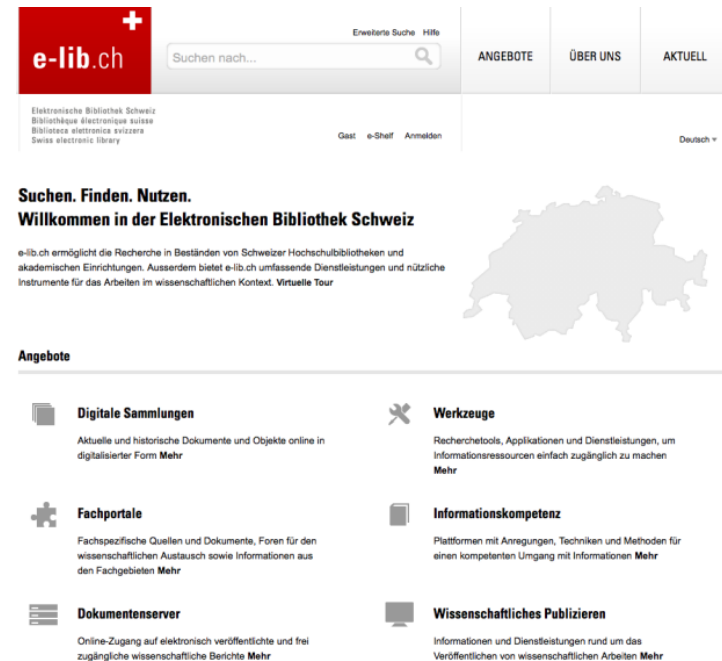 e-lib.ch
Erweiterte Suche Hilfe
Suchen nach...
ANGEBOTE ÜBER UNS AKTUELL
Elektronische Bibliothek Schweiz
Bibliothèque électronique suisse
Biblioteca elettronica svizzera
Swiss electronic library
Gast e-Shelf Anmelden
Deutsch
Suchen. Finden. Nutzen.
Willkommen in der Elektronischen Bibliothek Schweiz
e-lib.ch ermöglicht die Recherche in Beständen von Schweizer Hochschulbibliotheken und
akademischen Einrichtungen. Ausserdem bietet e-lib.ch umfassende Dienstleistungen und nützliche
Instrumente für das Arbeiten im wissenschaftlichen Kontext. Virtuelle Tour
Angebote
Digitale Sammlungen
Aktuelle und historische Dokumente und Objekte online in
digitalisierter Form Mehr
Werkzeuge
Recherchetools, Applikationen und Dienstleistungen, um
Informationsressourcen einfach zugänglich zu machen
Mehr
Fachportale
Fachspezifische Quellen und Dokumente, Foren für den
wissenschaftlichen Austausch sowie Informationen aus
den Fachgebieten Mehr
Informationskompetenz
Plattformen mit Anregungen, Techniken und Methoden für
einen kompetenten Umgang mit Informationen Mehr
Dokumentenserver
Online-Zugang auf elektronisch veröffentlichte und frei
zugängliche wissenschaftliche Berichte Mehr
Wissenschaftliches Publizieren
Informationen und Dienstleistungen rund um das
Veröffentlichen von wissenschaftlichen Arbeiten Mehr